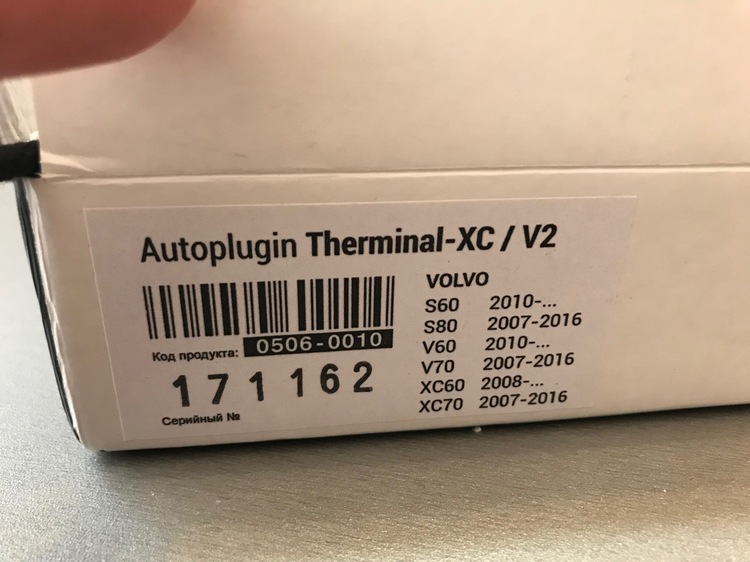 Autoplugin Therminal-XC / V2
Код продукта: 0506-0010
171162
Серийный №
VOLVO
S60 2010-...
S80 2007-2016
V60 2010-...
V70 2007-2016
XC60 2008-...
XC70 2007-2016